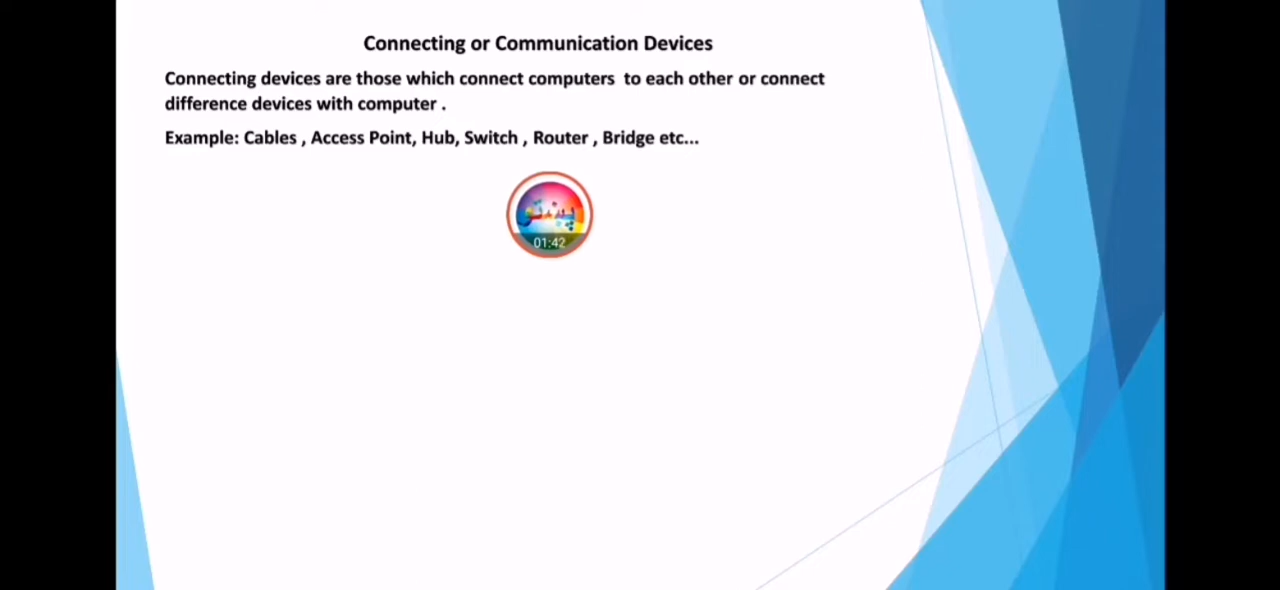 Connecting or Communication Devices
Connecting devices are those which connect computers to each other or connect
difference devices with computer .
Example: Cables , Access Point, Hub, Switch , Router , Bridge etc...
پښتو
01:42